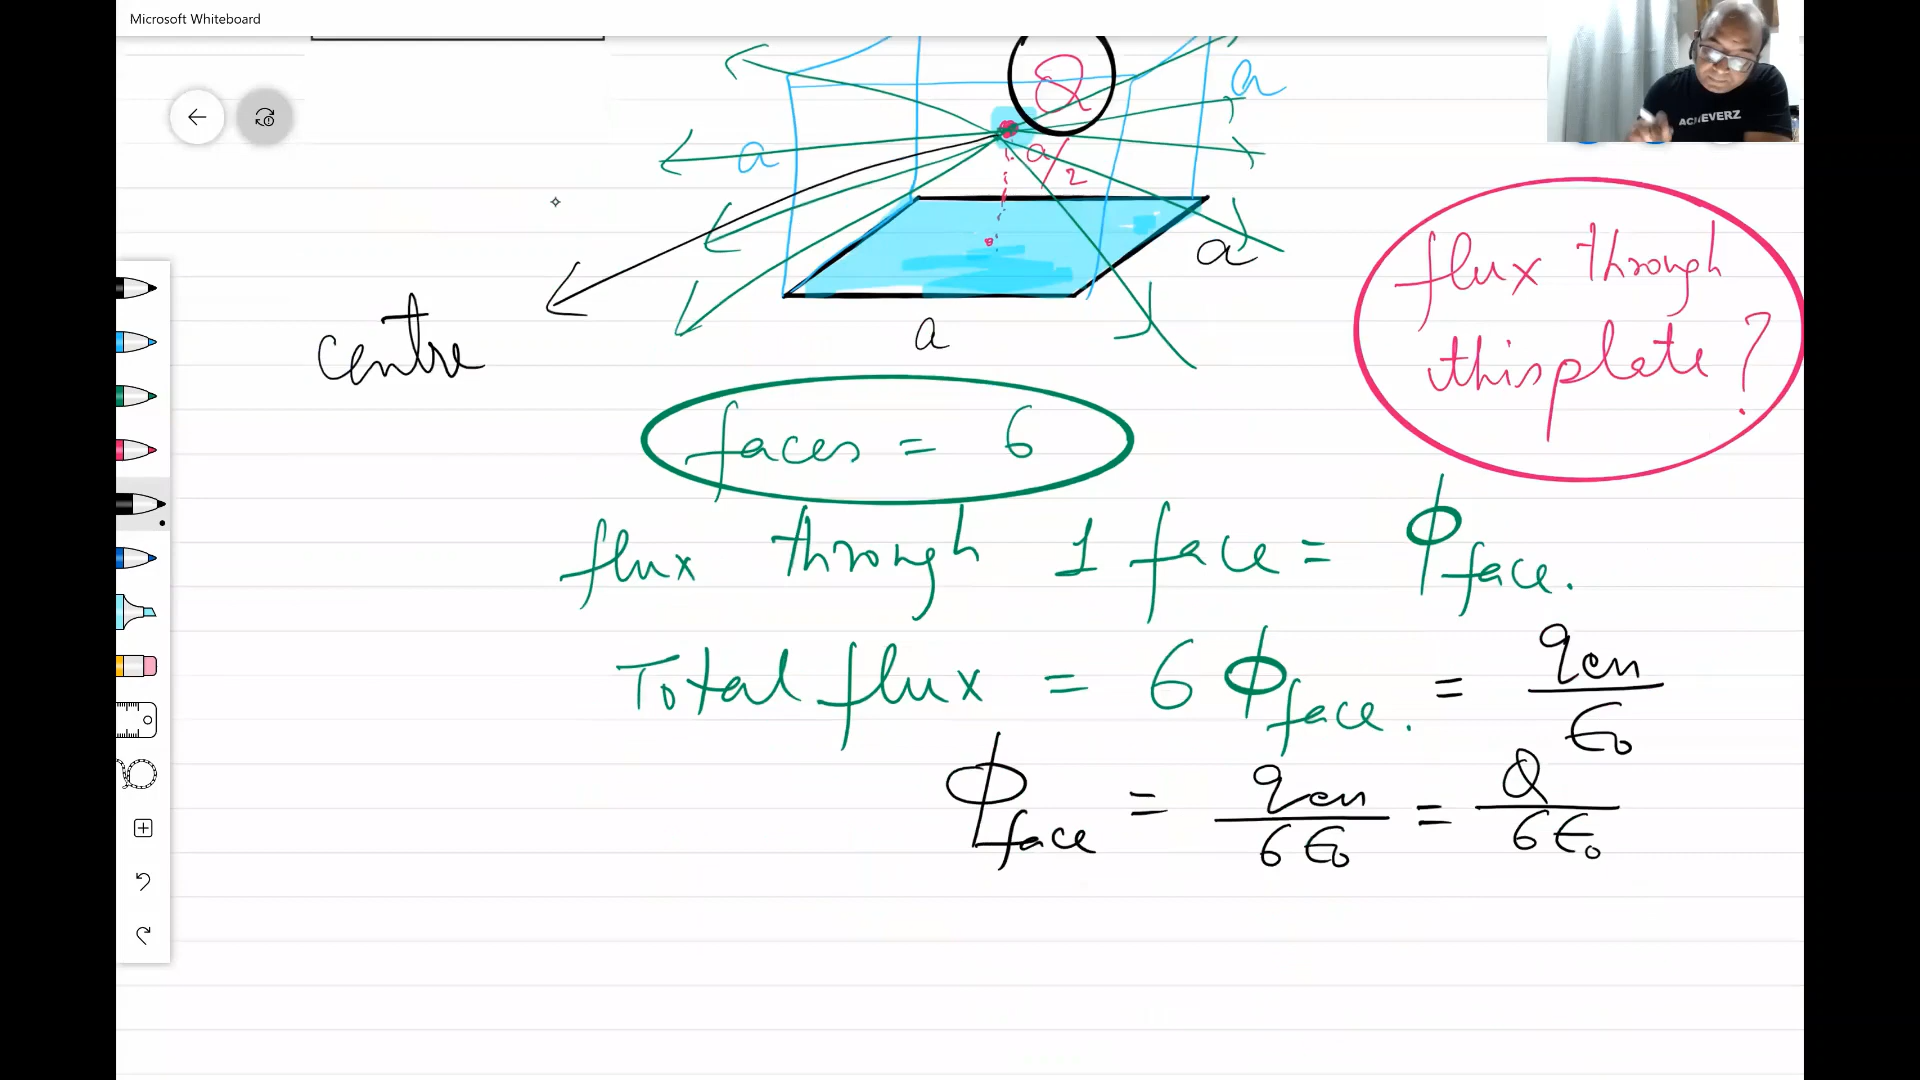 Microsoft Whiteboard
ACHIEVERZ
Q
a
a
a/2
a
a
centre
flux through
this plate?
faces = 6
flux through 1 face = ϕface.
Total flux = 6 ϕface. = qen/ϵ0
ϕface = qen/6ϵ0 = Q/6ϵ0